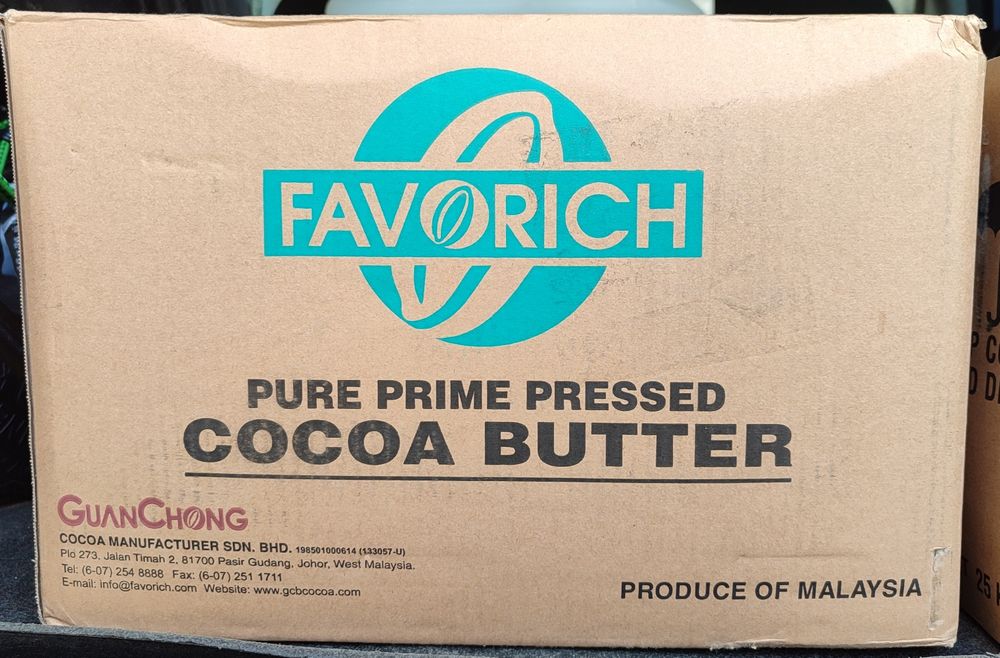 FAVORICH
PURE PRIME PRESSED
COCOA BUTTER
GUANCHONG
COCOA MANUFACTURER SDN. BHD. 198501000614 (133057-U)
Plo 273, Jalan Timah 2, 81700 Pasir Gudang, Johor, West Malaysia.
Tel: (6-07) 254 8888 Fax: (6-07) 251 1711
E-mail: info@favorich.com Website: www.gcbcocoa.com
PRODUCE OF MALAYSIA
25